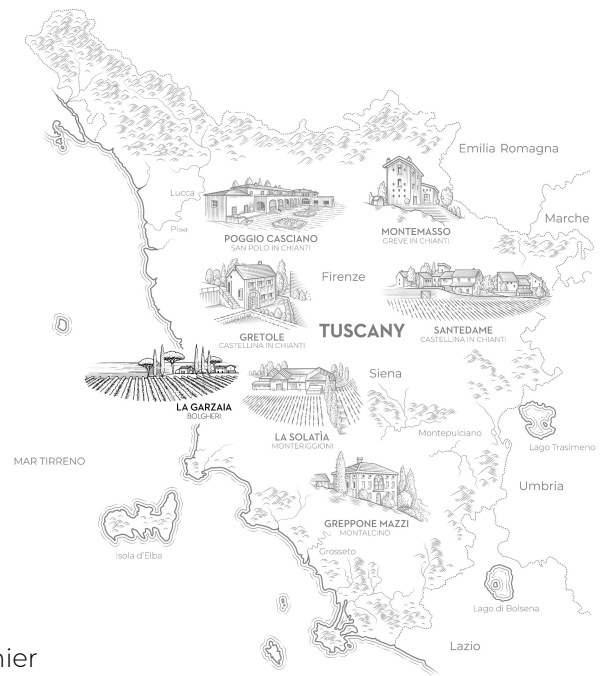 Emilia Romagna
Lucca
Marche
Pisa
POGGIO CASCIANO
SAN POLO IN CHIANTI
MONTEMASSO
GREVE IN CHIANTI
Firenze
GRETOLE
CASTELLINA IN CHIANTI
TUSCANY
SANTEDAME
CASTELLINA IN CHIANTI
Siena
LA GARZAIA
BOLGHERI
LA SOLATÌA
MONTERIGGIONI
Montepulciano
Lago Trasimeno
MAR TIRRENO
Umbria
GREPPONE MAZZI
MONTALCINO
Isola d'Elba
Grosseto
Lago di Bolsena
Lazio
nier